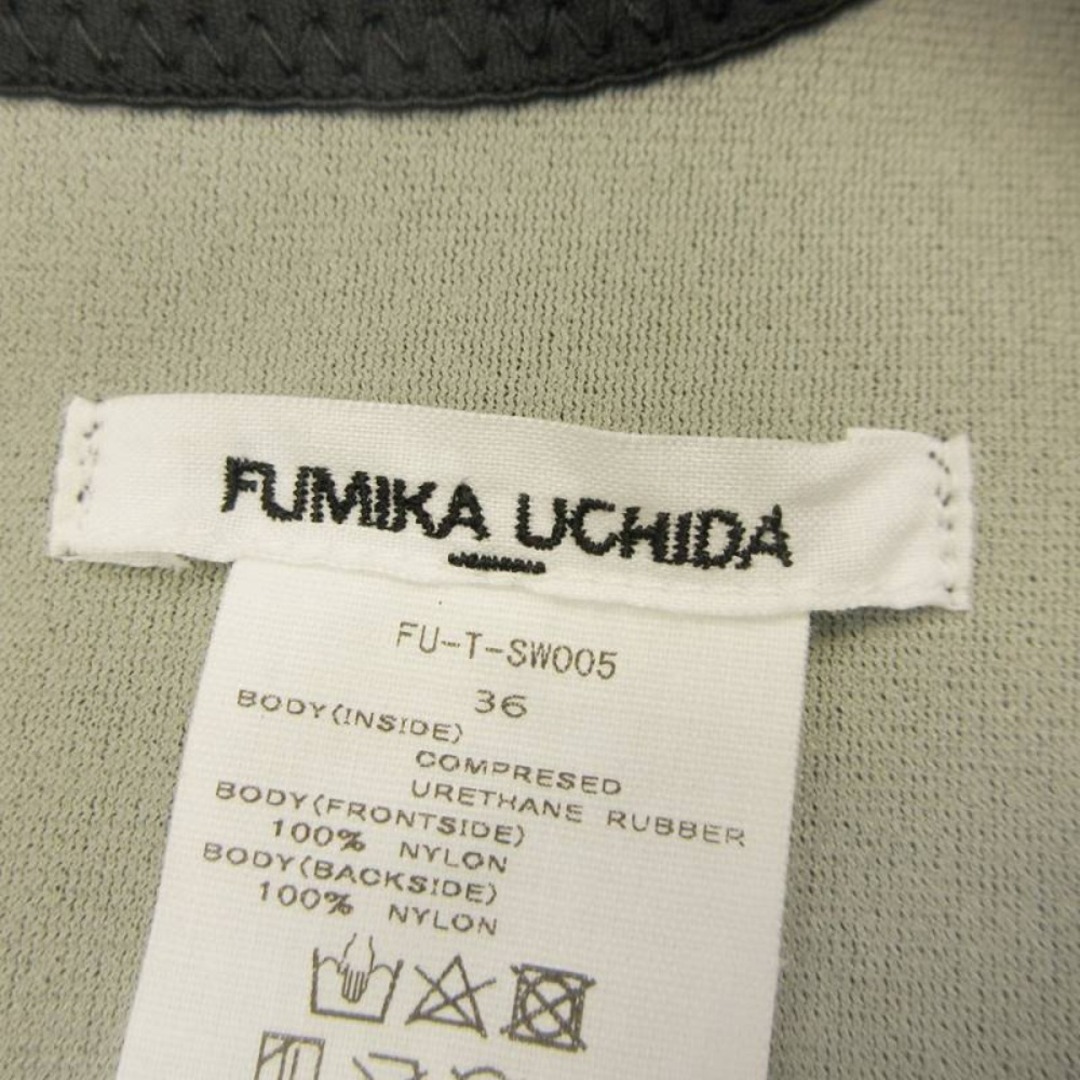 FUMIKA UCHIDA
FU-T-SW005
36
BODY(INSIDE)
COMPRESED
URETHANE RUBBER
BODY(FRONTSIDE)
100% NYLON
BODY(BACKSIDE)
100% NYLON